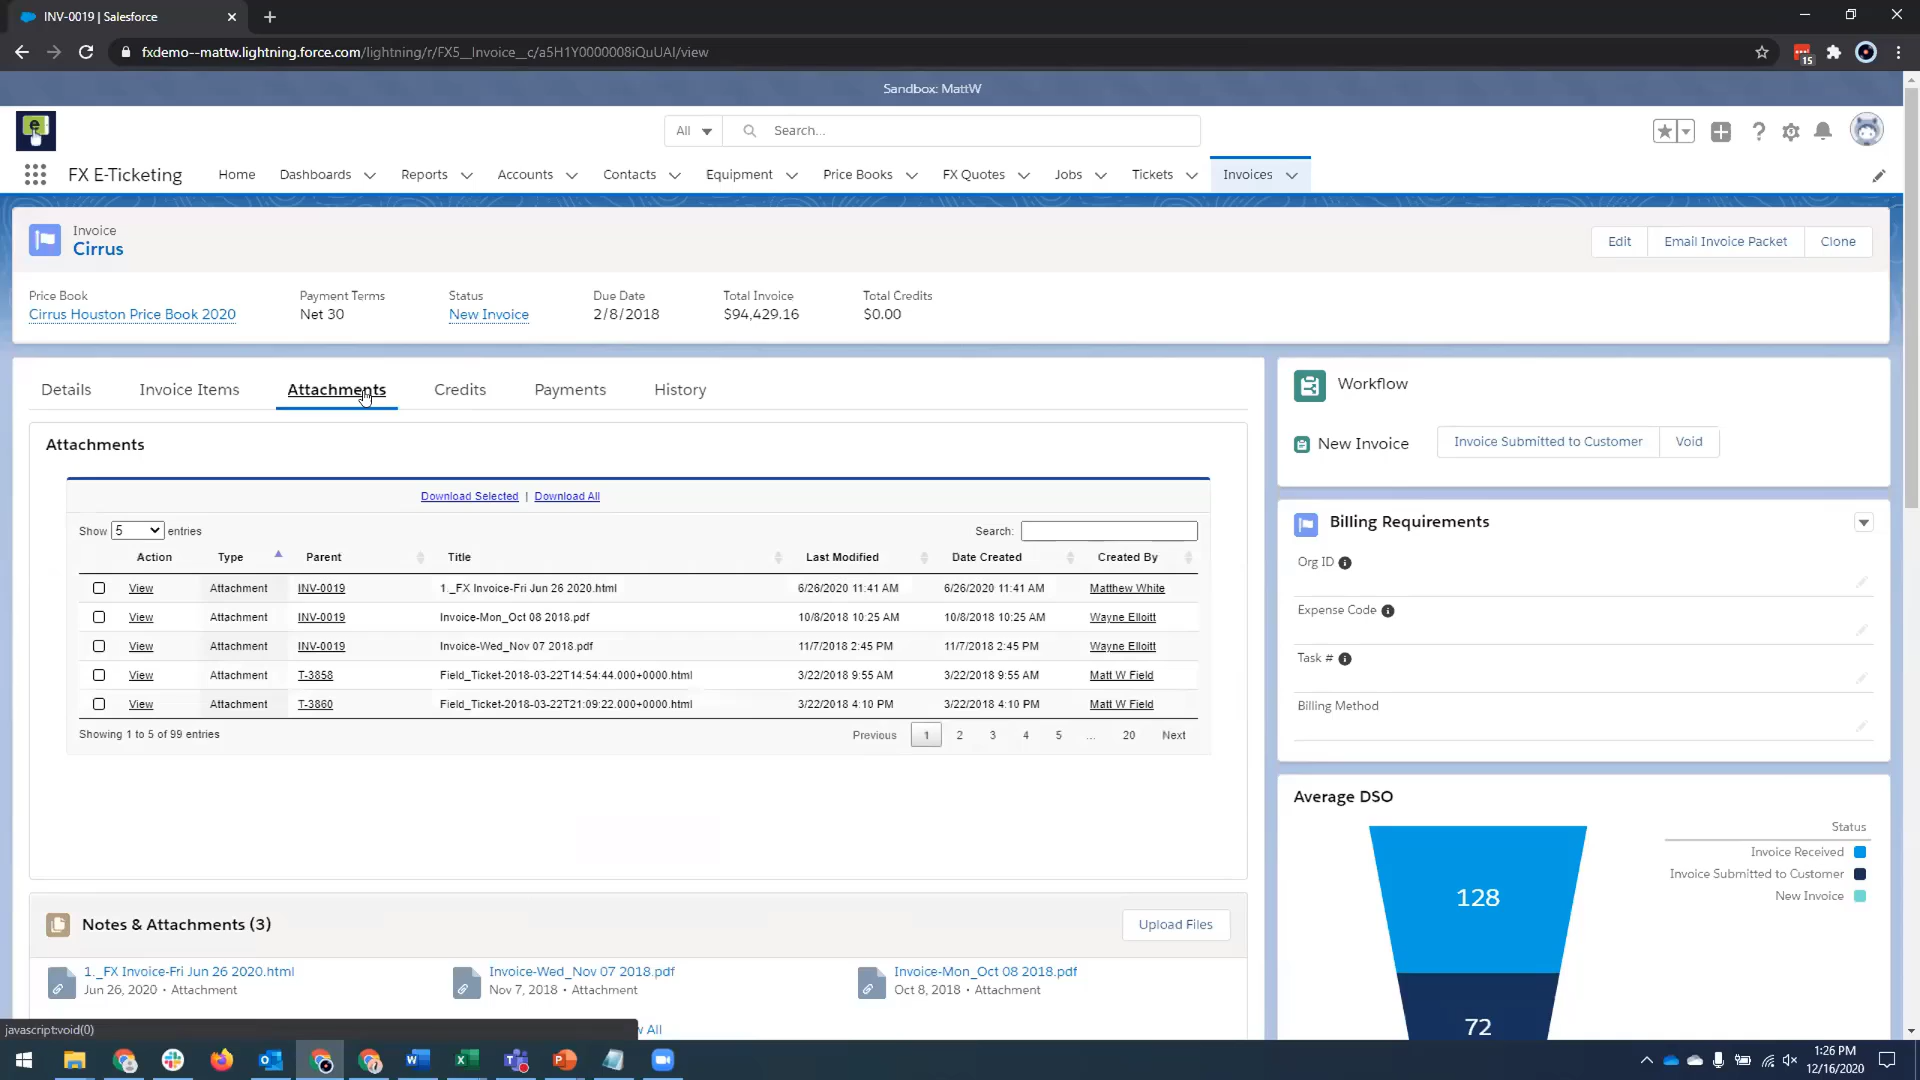 INV-0019 | Salesforce
fxdemo--mattw.lightning.force.com/lightning/r/FX5__Invoice__c/a5H1Y0000008iQuUAI/view
15
Sandbox: MattW
All
Search...
FX E-Ticketing
Home
Dashboards
Reports
Accounts
Contacts
Equipment
Price Books
FX Quotes
Jobs
Tickets
Invoices
Invoice
Cirrus
Edit
Email Invoice Packet
Clone
Price Book
Payment Terms
Status
Due Date
Total Invoice
Total Credits
Cirrus Houston Price Book 2020
Net 30
New Invoice
2/8/2018
$94,429.16
$0.00
Details
Invoice Items
Attachments
Credits
Payments
History
Attachments
Download Selected | Download All
Show 5 entries
Search:
Action Type Parent Title Last Modified Date Created Created By
View Attachment INV-0019 1._FX Invoice-Fri Jun 26 2020.html 6/26/2020 11:41 AM 6/26/2020 11:41 AM Matthew White
View Attachment INV-0019 Invoice-Mon_Oct 08 2018.pdf 10/8/2018 10:25 AM 10/8/2018 10:25 AM Wayne Elloitt
View Attachment INV-0019 Invoice-Wed_Nov 07 2018.pdf 11/7/2018 2:45 PM 11/7/2018 2:45 PM Wayne Elloitt
View Attachment T-3858 Field_Ticket-2018-03-22T14:54:44.000+0000.html 3/22/2018 9:55 AM 3/22/2018 9:55 AM Matt W Field
View Attachment T-3860 Field_Ticket-2018-03-22T21:09:22.000+0000.html 3/22/2018 4:10 PM 3/22/2018 4:10 PM Matt W Field
Showing 1 to 5 of 99 entries
Previous 1 2 3 4 5 ... 20 Next
Notes & Attachments (3)
Upload Files
1._FX Invoice-Fri Jun 26 2020.html
Jun 26, 2020 • Attachment
Invoice-Wed_Nov 07 2018.pdf
Nov 7, 2018 • Attachment
Invoice-Mon_Oct 08 2018.pdf
Oct 8, 2018 • Attachment
All
Workflow
New Invoice
Invoice Submitted to Customer
Void
Billing Requirements
Org ID
Expense Code
Task #
Billing Method
Average DSO
Status
Invoice Received
Invoice Submitted to Customer
New Invoice
128
72
javascript:void(0)
1:26 PM
12/16/2020